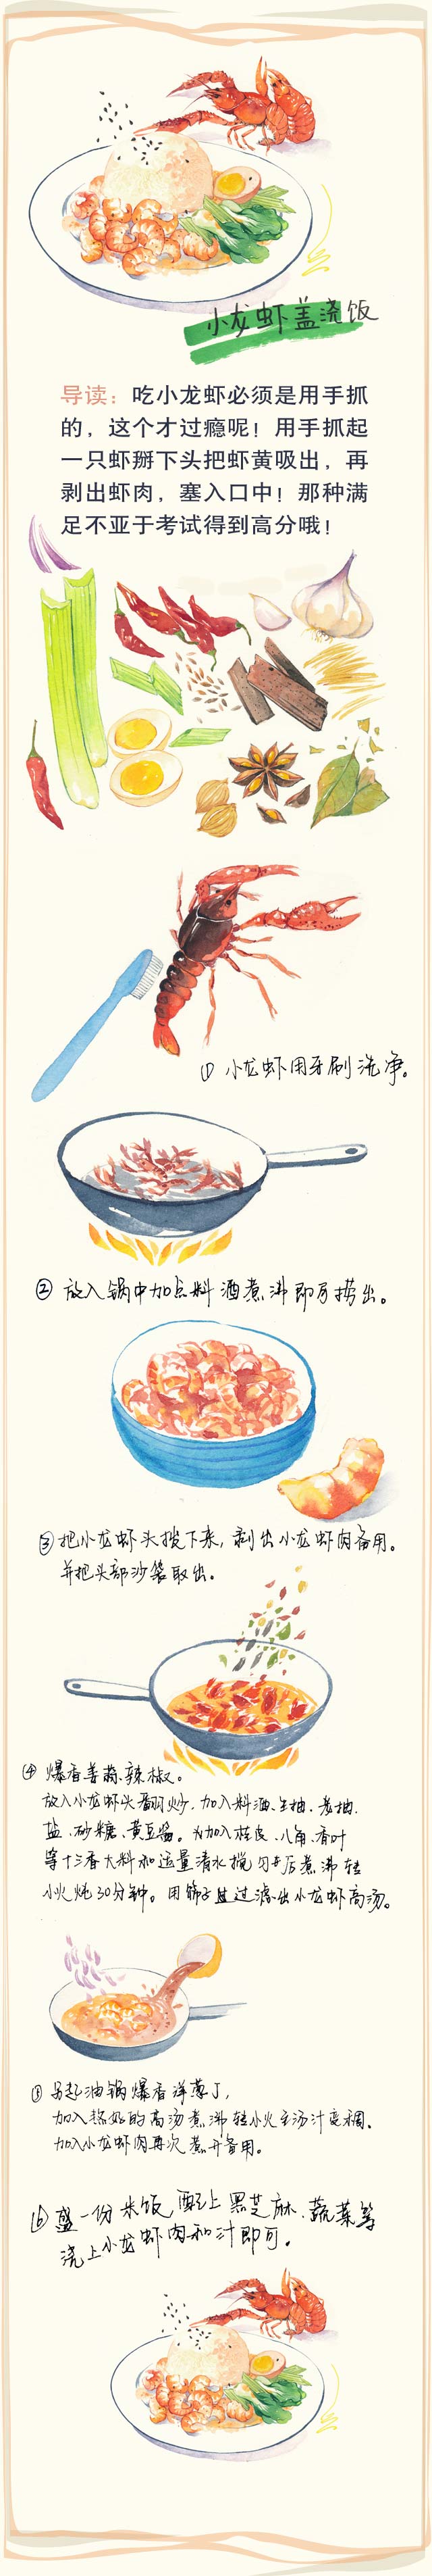 小龙虾盖浇饭
导读：吃小龙虾必须是用手抓
的，这个才过瘾呢！用手抓起
一只虾掰下头把虾黄吸出，再
剥出虾肉，塞入口中！那种满
足不亚于考试得到高分哦！
① 小龙虾用牙刷洗净。
② 放入锅中加点料酒煮沸即可捞出。
③ 把小龙虾头拔下来，剥出小龙虾肉备用。
并把头部沙袋取出。
④ 爆香姜蒜、辣椒。
放入小龙虾头翻炒，加入料酒、生抽、老抽、
盐、砂糖、黄豆酱。加入桂皮、八角、香叶
等十三香大料和适量清水搅匀开后煮沸转
小火炖30分钟。用筛子过滤出小龙虾高汤。
⑤ 另起油锅爆香洋葱丁，
加入熬好的高汤煮沸转小火至汤汁变稠。
加入小龙虾肉再次煮开备用。
⑥ 盛一份米饭，配上黑芝麻、蔬菜等
浇上小龙虾肉和汁即可。